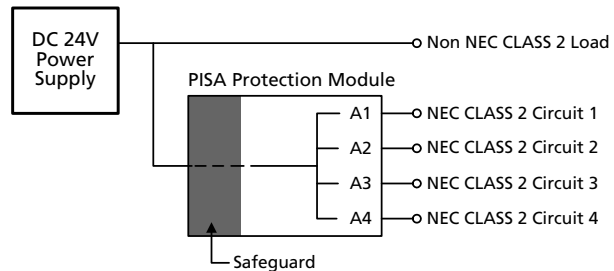 DC 24V
Power
Supply
Non NEC CLASS 2 Load
PISA Protection Module
A1
NEC CLASS 2 Circuit 1
A2
NEC CLASS 2 Circuit 2
A3
NEC CLASS 2 Circuit 3
A4
NEC CLASS 2 Circuit 4
Safeguard